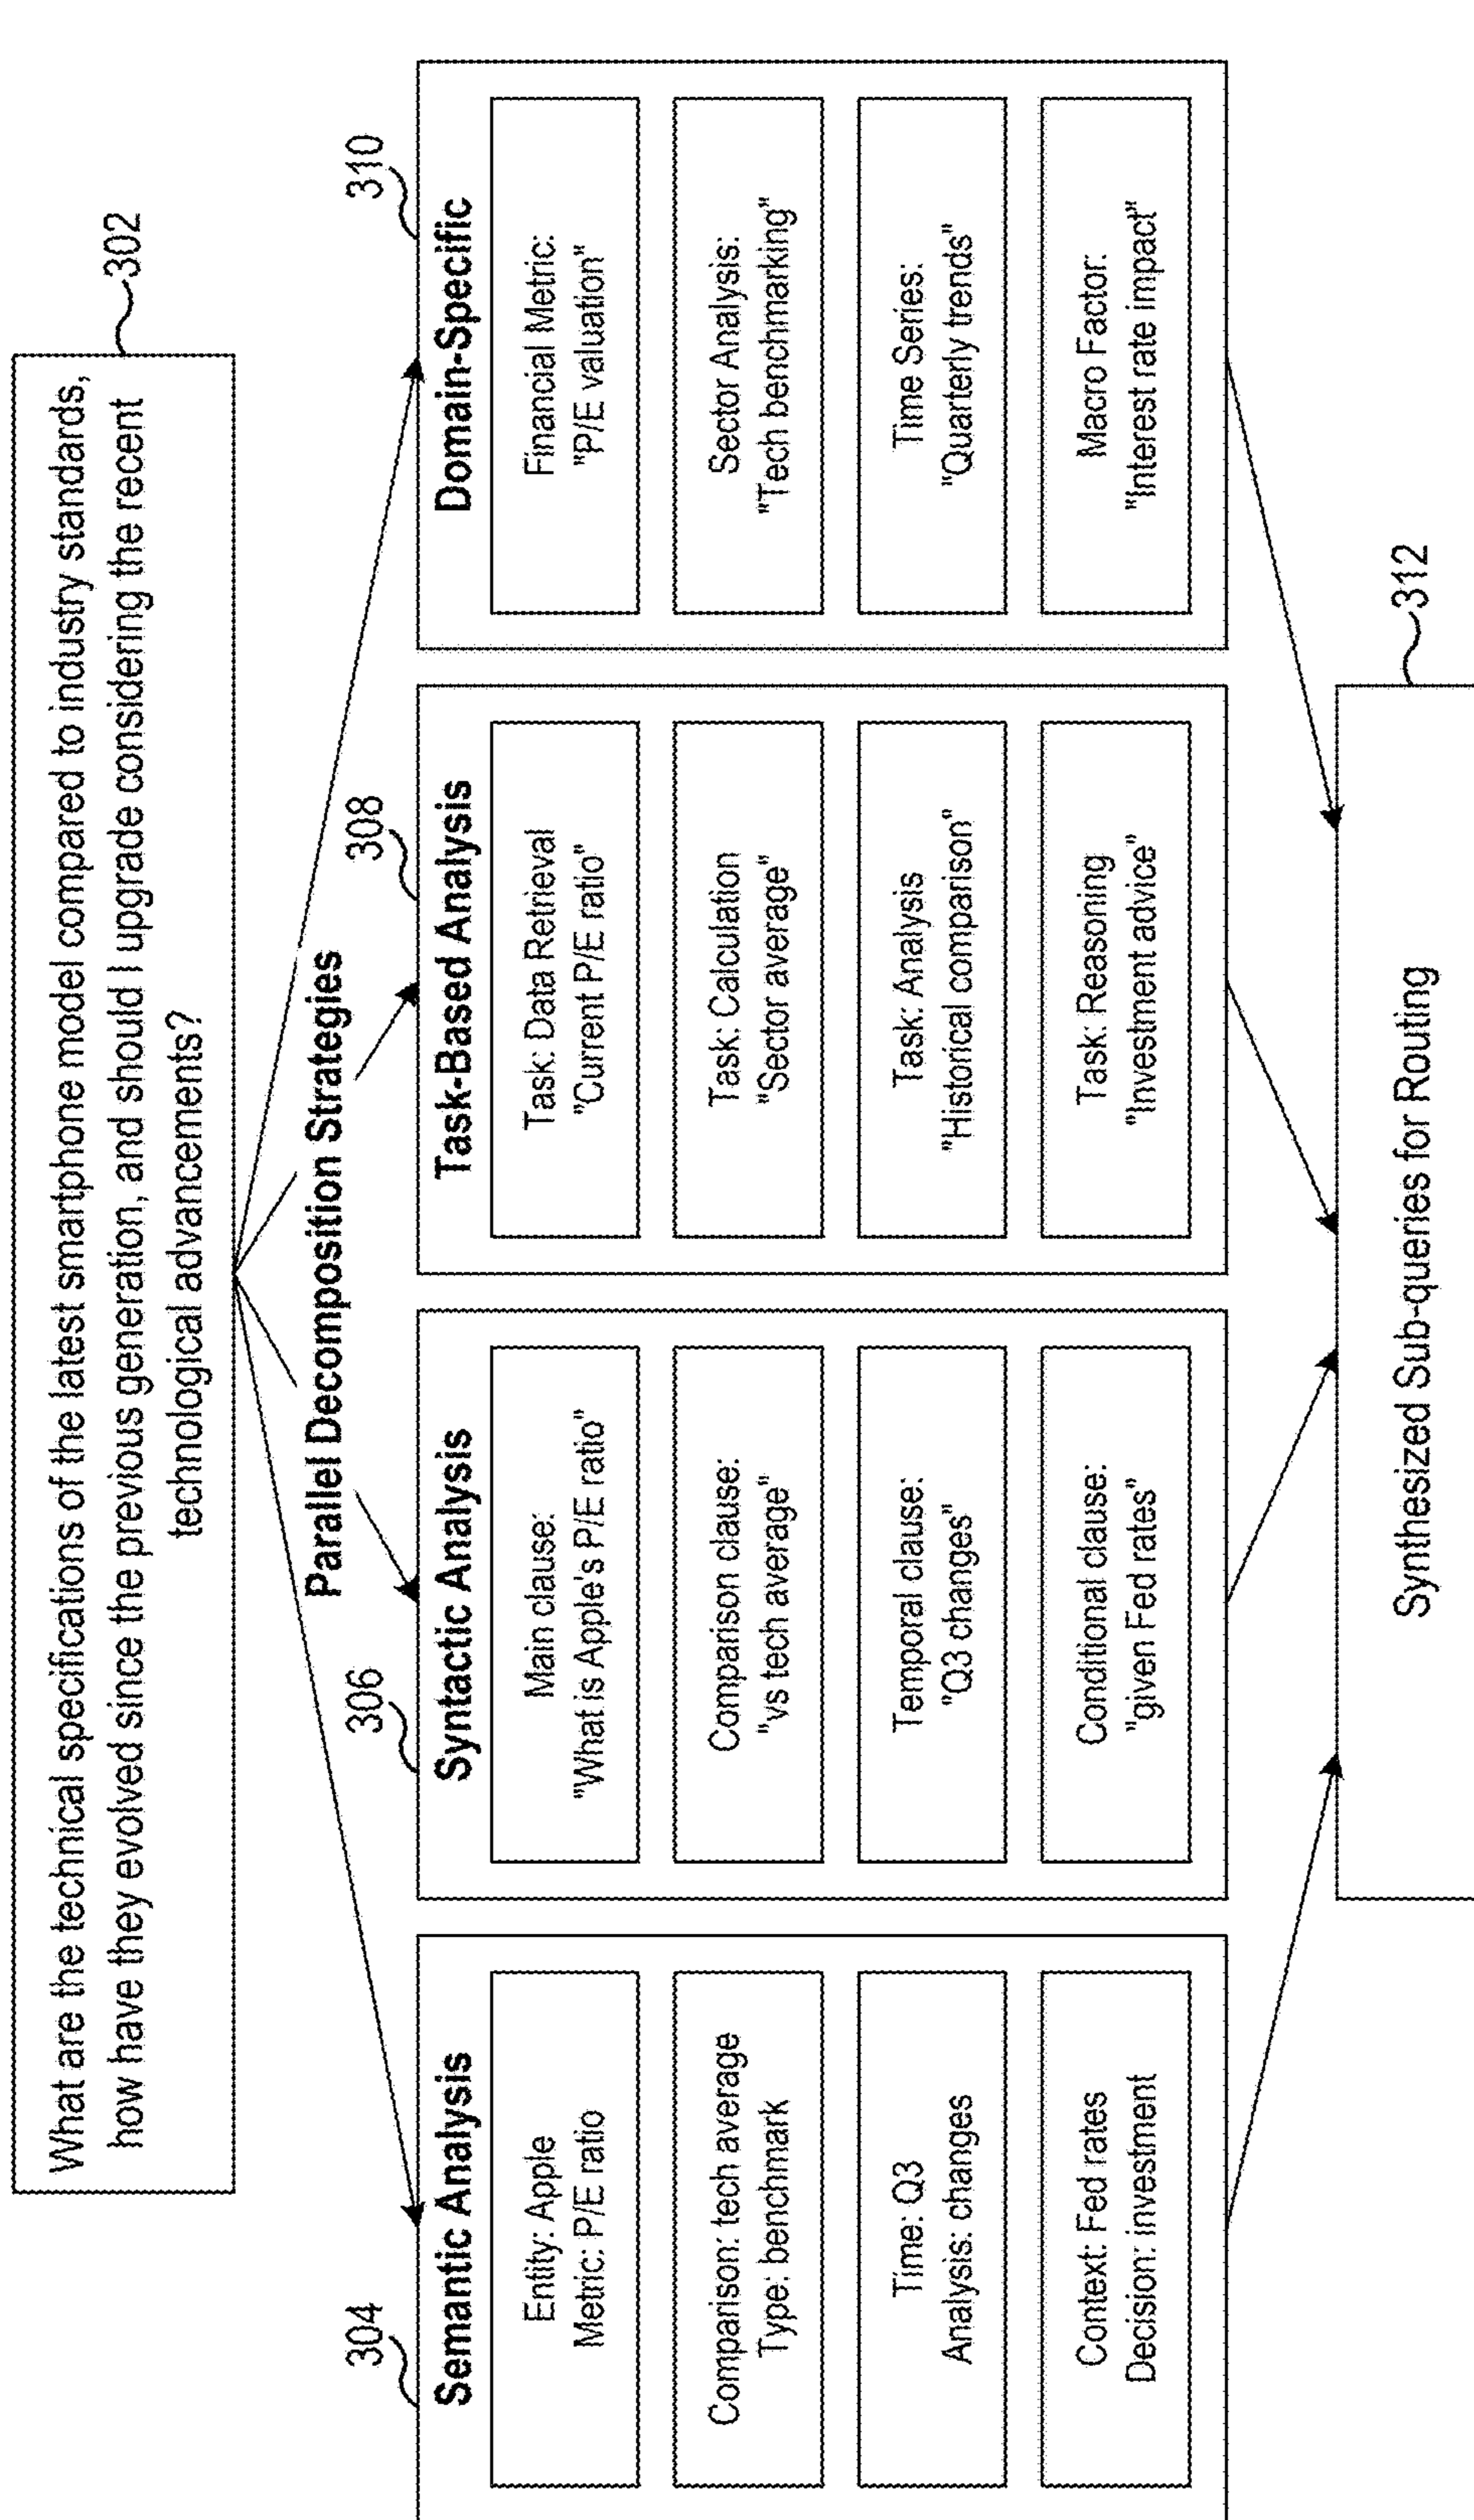 What are the technical specifications of the latest smartphone model compared to industry standards,
how have they evolved since the previous generation, and should I upgrade considering the recent
technological advancements?
302
Parallel Decomposition Strategies
304
Semantic Analysis
Entity: Apple
Metric: P/E ratio
Comparison: tech average
Type: benchmark
Time: Q3
Analysis: changes
Context: Fed rates
Decision: investment
306
Syntactic Analysis
Main clause:
"What is Apple's P/E ratio"
Comparison clause:
"vs tech average"
Temporal clause:
"Q3 changes"
Conditional clause:
"given Fed rates"
308
Task-Based Analysis
Task: Data Retrieval
"Current P/E ratio"
Task: Calculation
"Sector average"
Task: Analysis
"Historical comparison"
Task: Reasoning
"Investment advice"
310
Domain-Specific
Financial Metric:
"P/E valuation"
Sector Analysis:
"Tech benchmarking"
Time Series:
"Quarterly trends"
Macro Factor:
"Interest rate impact"
312
Synthesized Sub-queries for Routing